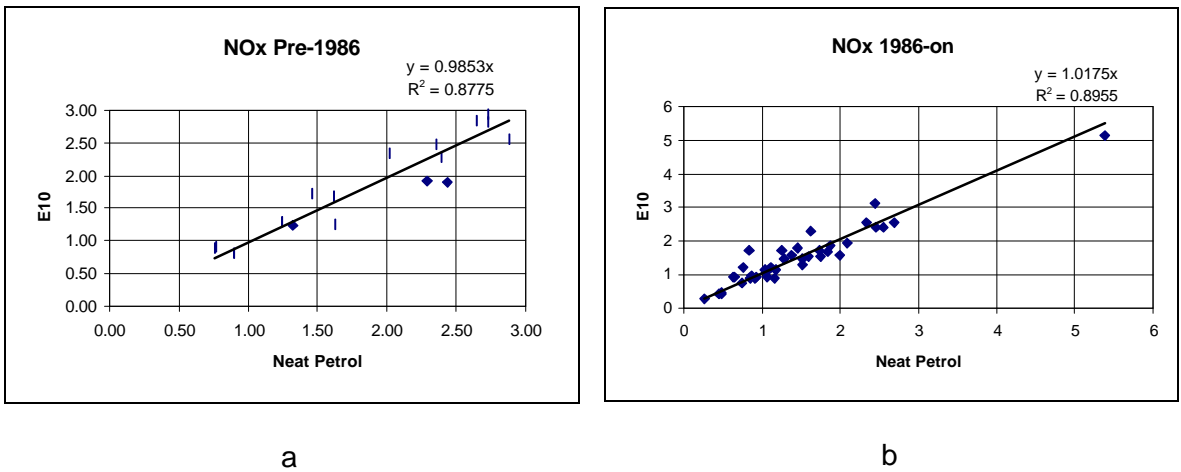 NOx Pre-1986
y = 0.9853x
R² = 0.8775
3.00
2.50
2.00
1.50
1.00
0.50
0.00
E10
0.00 0.50 1.00 1.50 2.00 2.50 3.00
Neat Petrol
a
NOx 1986-on
y = 1.0175x
R² = 0.8955
6
5
4
3
2
1
0
E10
0 1 2 3 4 5 6
Neat Petrol
b